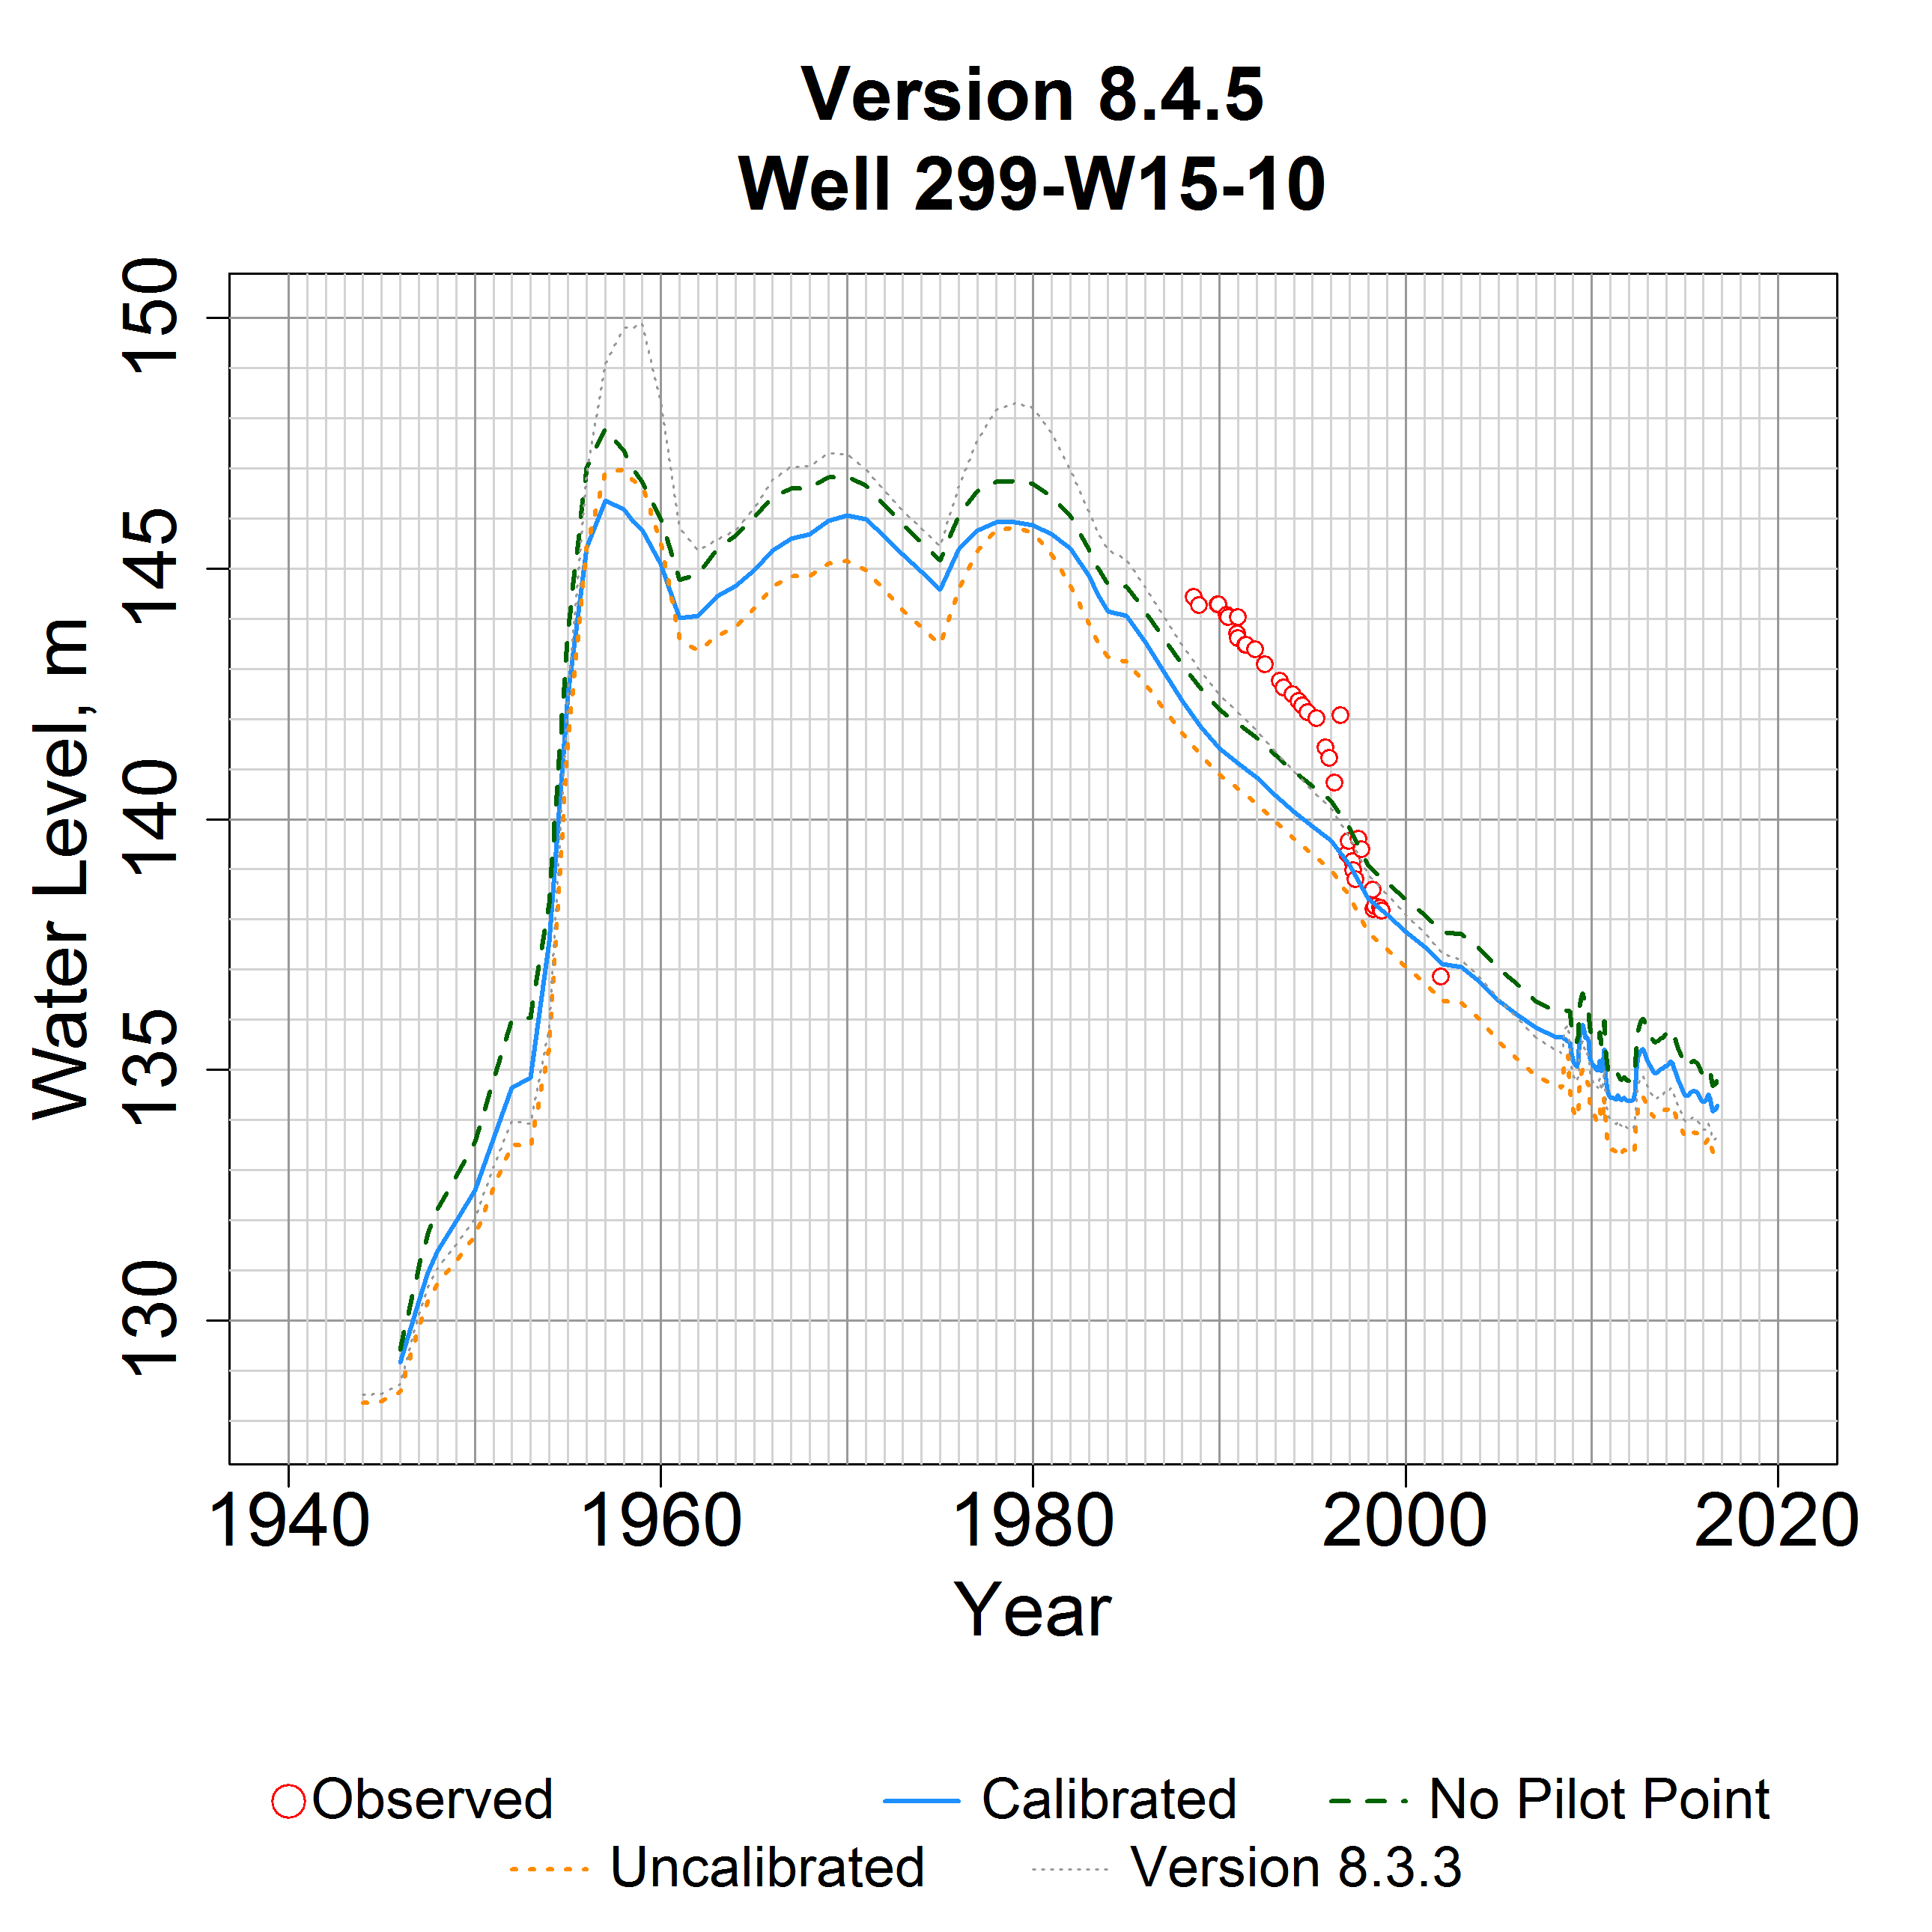 Version 8.4.5
Well 299-W15-10
Water Level, m
150
145
140
135
130
1940 1960 1980 2000 2020
Year
Observed Calibrated No Pilot Point
Uncalibrated Version 8.3.3